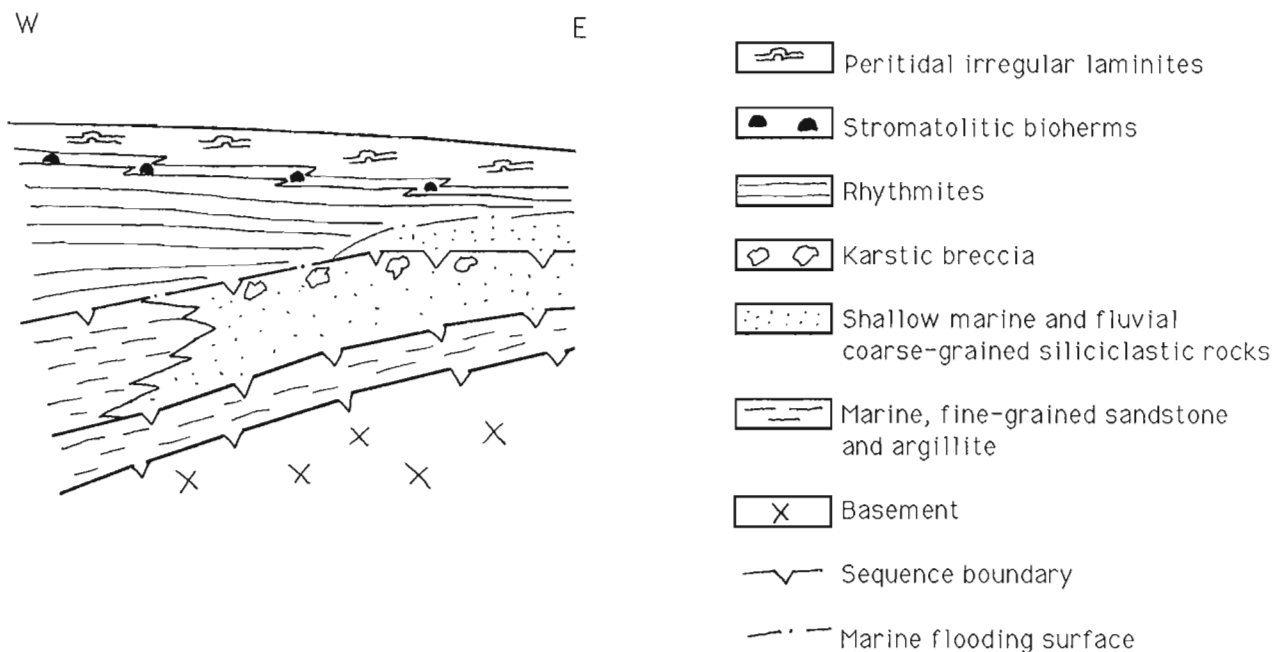 W
E
Peritidal irregular laminites
Stromatolitic bioherms
Rhythmites
Karstic breccia
Shallow marine and fluvial
coarse-grained siliciclastic rocks
Marine, fine-grained sandstone
and argillite
Basement
Sequence boundary
Marine flooding surface